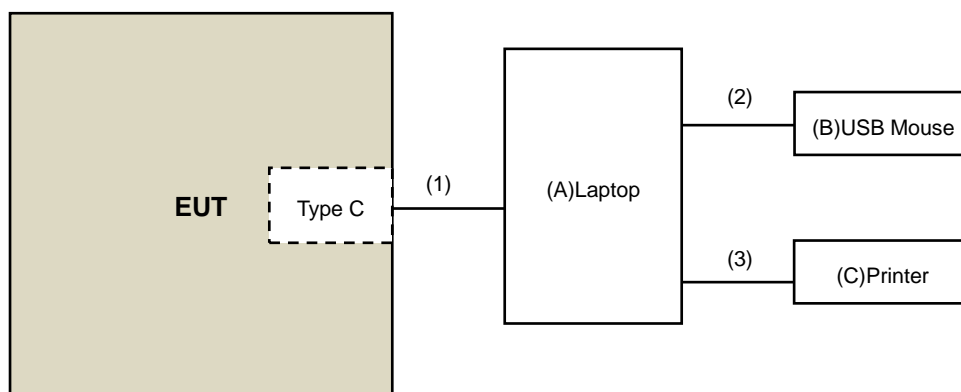 EUT
Type C
(1)
(A)Laptop
(2)
(B)USB Mouse
(3)
(C)Printer